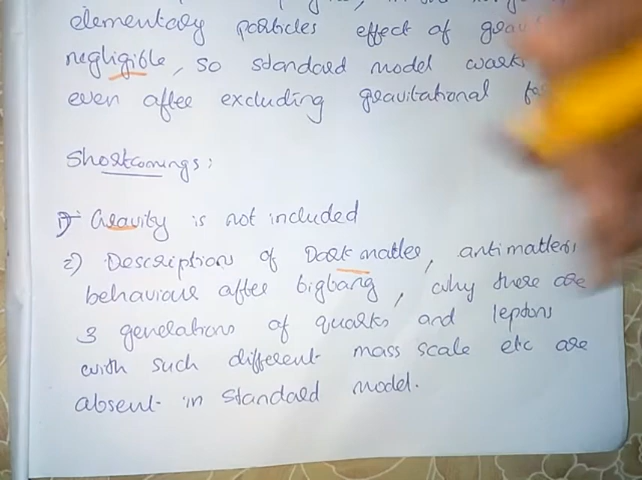 elementary particles effect of
negligible, so standard model works
even after excluding gravitational
Shortcomings:
1) Gravity is not included
2) Description of Dark matter, antimatters,
behaviour after bigbang, why there are
3 generations of quarks and leptons
with such different mass scale etc are
absent in standard model.